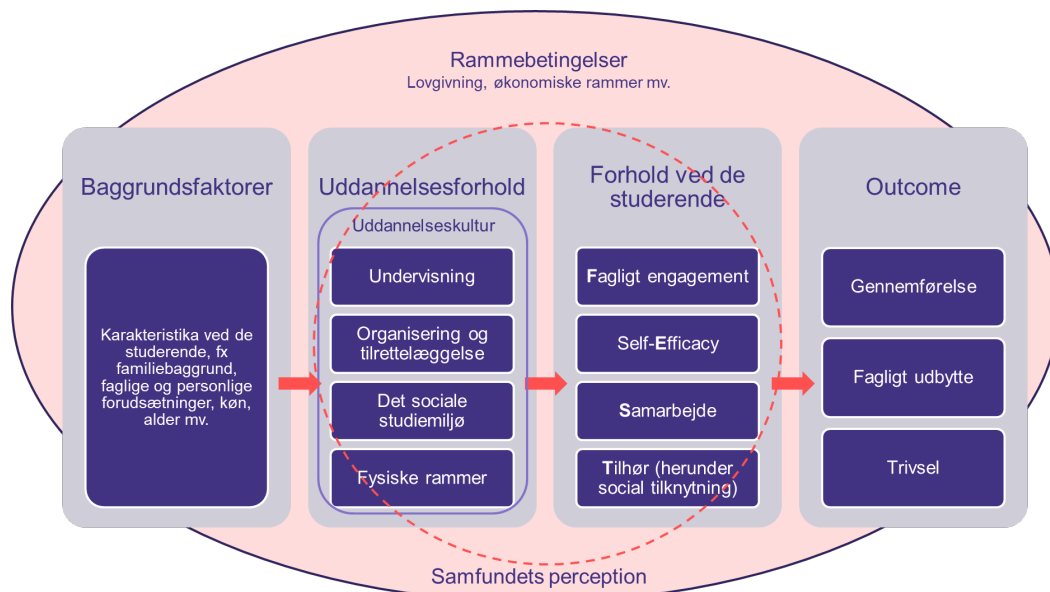 Rammebetingelser
Lovgivning, økonomiske rammer mv.
Baggrundsfaktorer
Karakteristika ved de
studerende, fx
familiebaggrund,
faglige og personlige
forudsætninger, køn,
alder mv.
Uddannelsesforhold
Uddannelseskultur
Undervisning
Organisering og
tilrettelæggelse
Det sociale
studiemiljø
Fysiske rammer
Forhold ved de
studerende
Fagligt engagement
Self-Efficacy
Samarbejde
Tilhør (herunder
social tilknytning)
Outcome
Gennemførelse
Fagligt udbytte
Trivsel
Samfundets perception